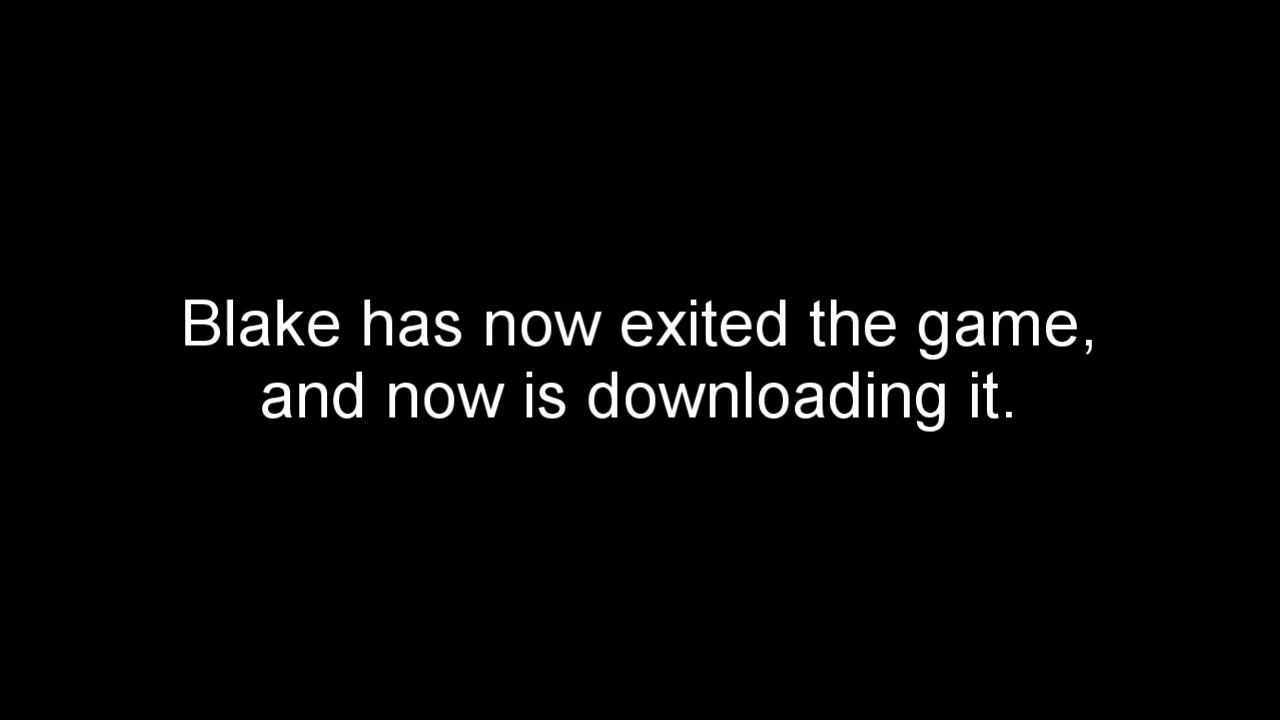 Blake has now exited the game,
and now is downloading it.